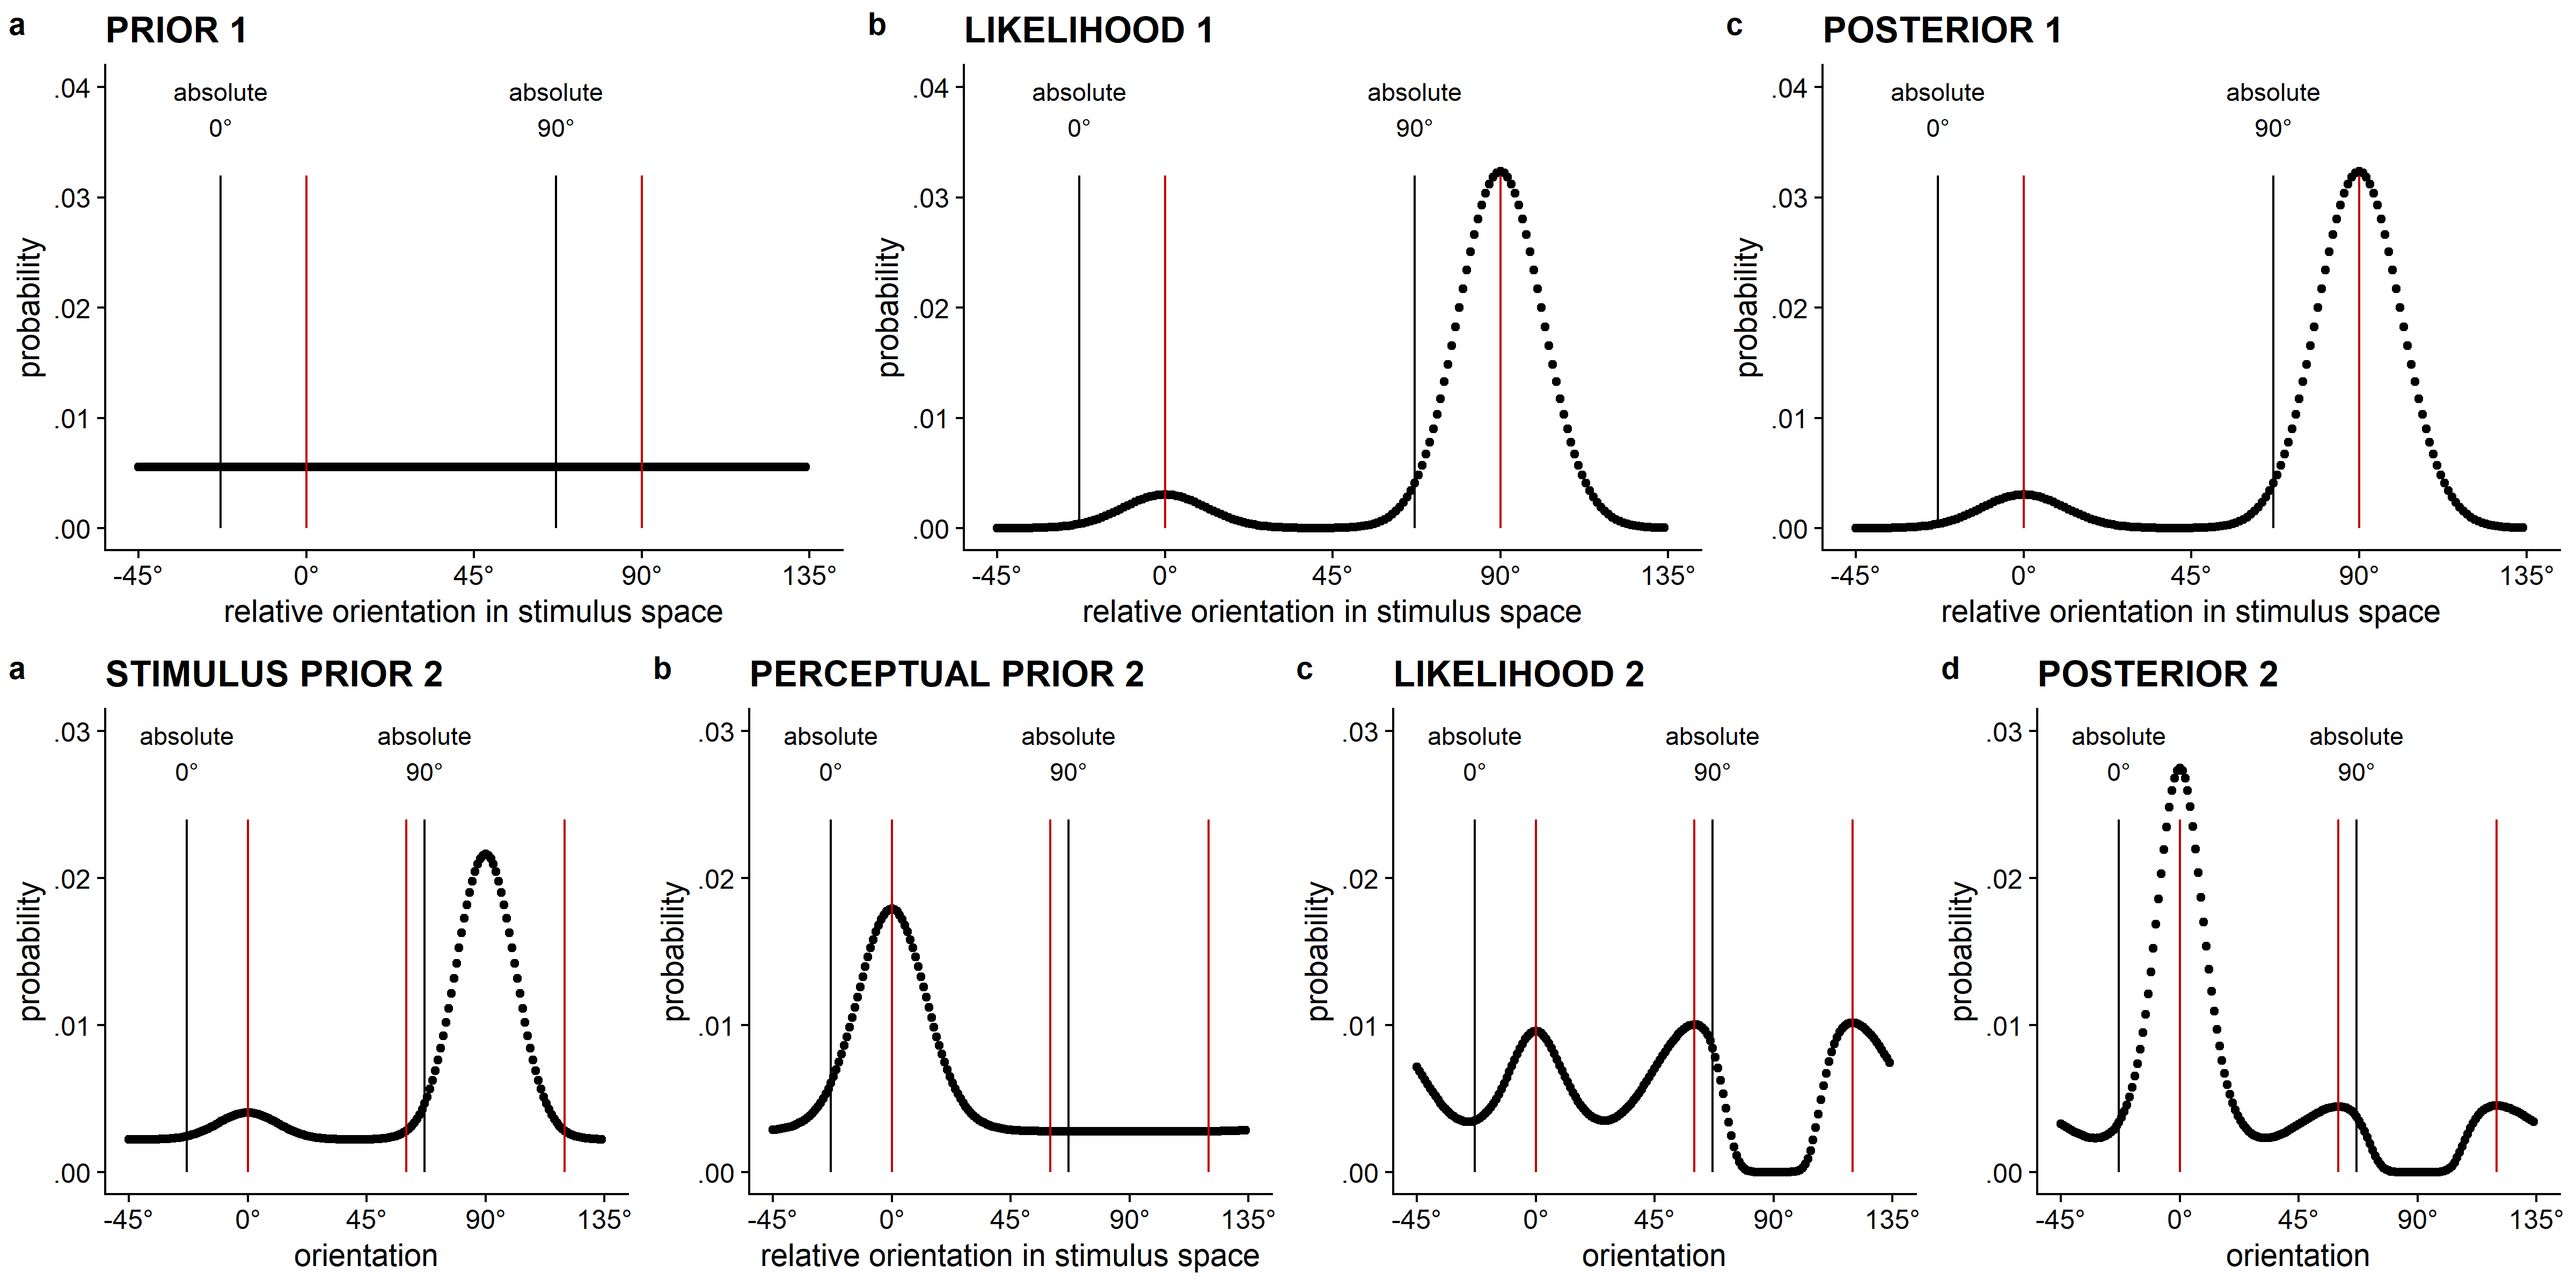 a PRIOR 1
absolute absolute
0° 90°
.04
.03
.02
.01
.00
probability
-45° 0° 45° 90° 135°
relative orientation in stimulus space
b LIKELIHOOD 1
absolute absolute
0° 90°
.04
.03
.02
.01
.00
probability
-45° 0° 45° 90° 135°
relative orientation in stimulus space
c POSTERIOR 1
absolute absolute
0° 90°
.04
.03
.02
.01
.00
probability
-45° 0° 45° 90° 135°
relative orientation in stimulus space
a STIMULUS PRIOR 2
absolute absolute
0° 90°
.03
.02
.01
.00
probability
-45° 0° 45° 90° 135°
orientation
b PERCEPTUAL PRIOR 2
absolute absolute
0° 90°
.03
.02
.01
.00
probability
-45° 0° 45° 90° 135°
relative orientation in stimulus space
c LIKELIHOOD 2
absolute absolute
0° 90°
.03
.02
.01
.00
probability
-45° 0° 45° 90° 135°
orientation
d POSTERIOR 2
absolute absolute
0° 90°
.03
.02
.01
.00
probability
-45° 0° 45° 90° 135°
orientation